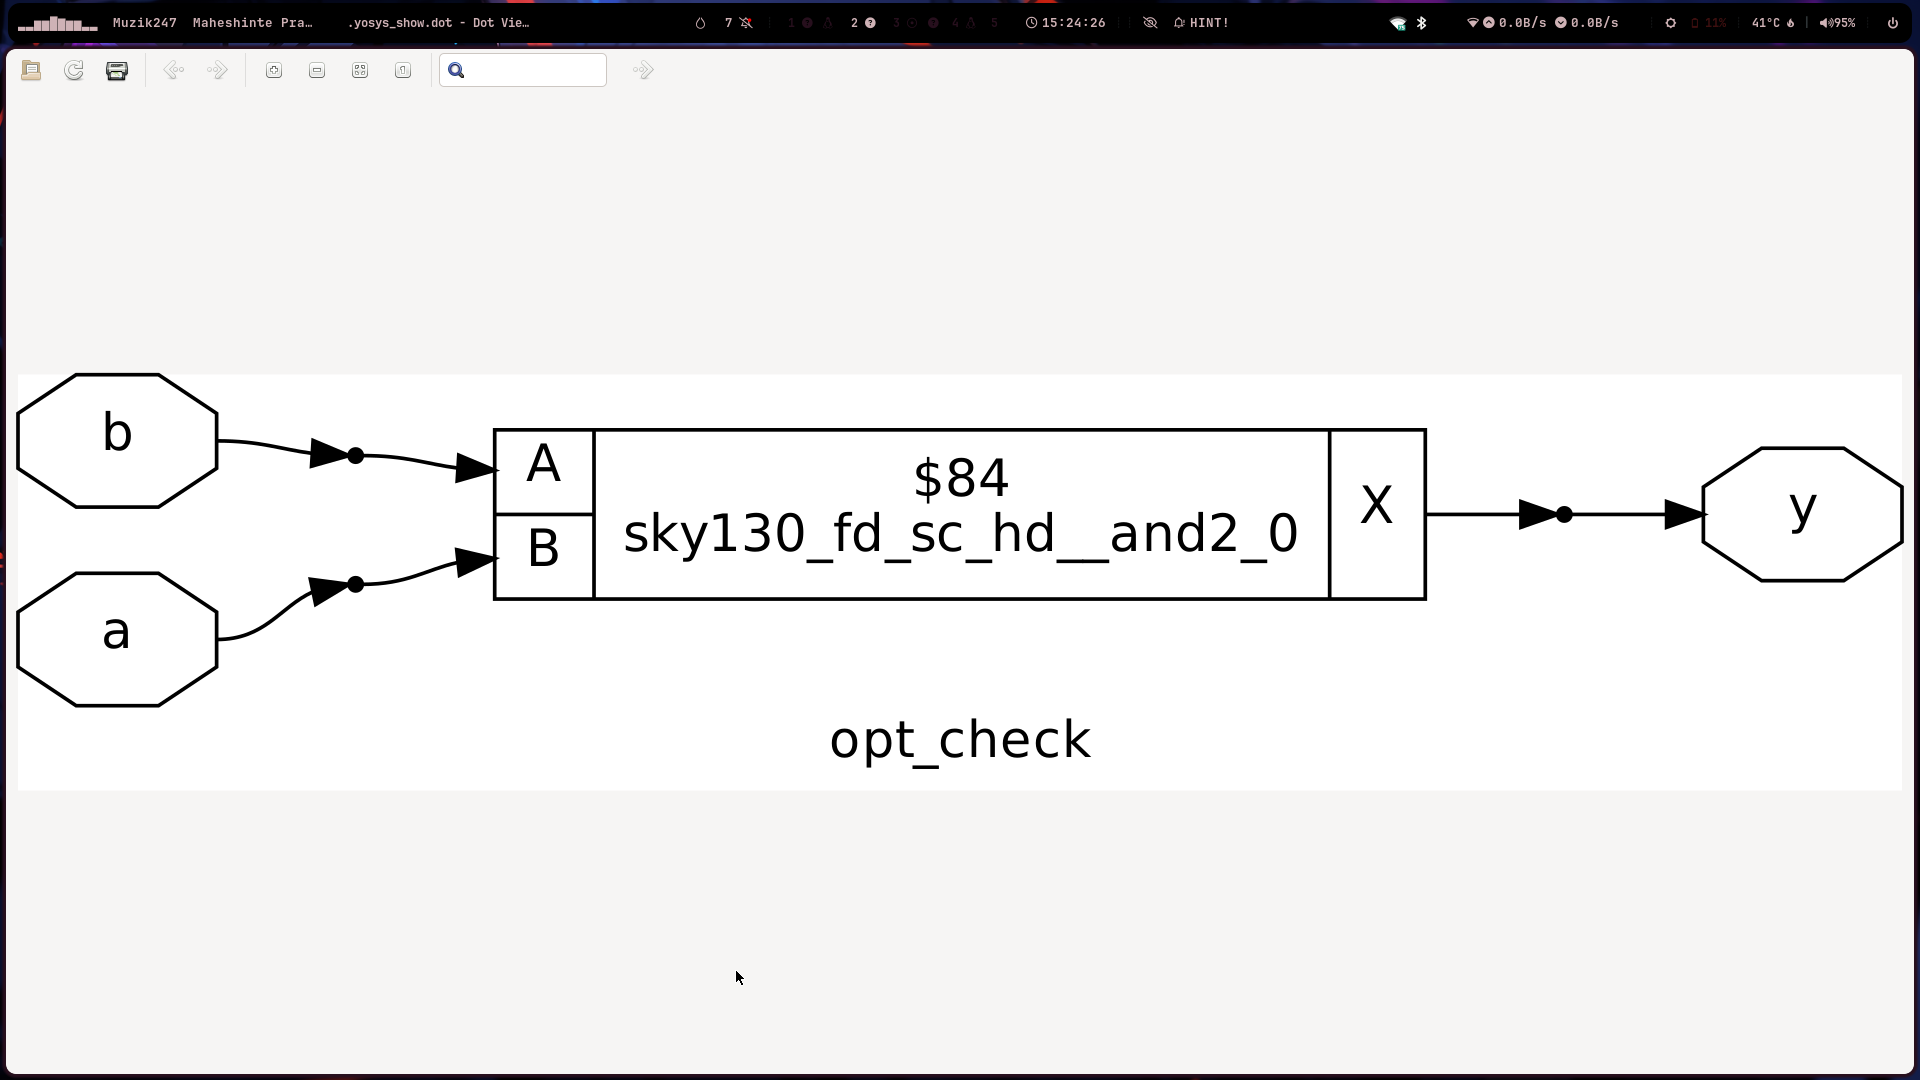 Muzik247 Maheshinte Pra… .yosys_show.dot - Dot Vie… 7 1 2 3 4 5 15:24:26 HINT! 0.0B/s 0.0B/s 11% 41°C 95%
b
a
A
B
$84
sky130_fd_sc_hd__and2_0
X
y
opt_check